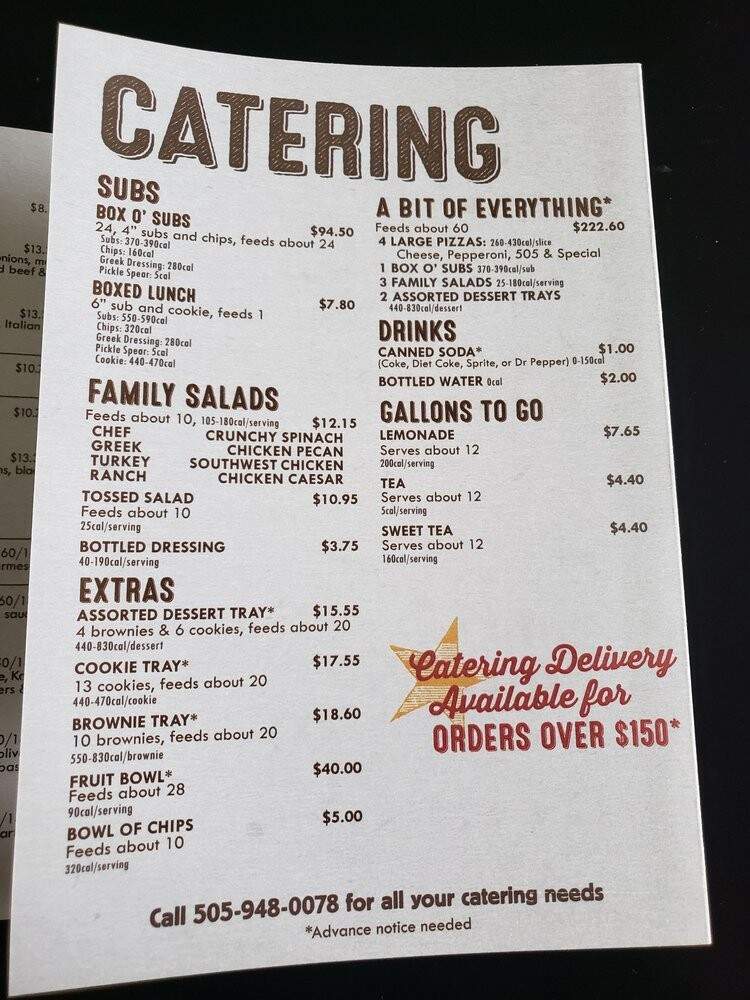 CATERING
SUBS
BOX O' SUBS
24, 4" subs and chips, feeds about 24 $94.50
Subs: 370-390cal
Chips: 160cal
Greek Dressing: 280cal
Pickle Spear: 5cal
BOXED LUNCH
6" sub and cookie, feeds 1 $7.80
Subs: 550-590cal
Chips: 320cal
Greek Dressing: 280cal
Pickle Spear: 5cal
Cookie: 440-470cal
FAMILY SALADS
Feeds about 10, 105-180cal/serving $12.15
CHEF CRUNCHY SPINACH
GREEK CHICKEN PECAN
TURKEY SOUTHWEST CHICKEN
RANCH CHICKEN CAESAR
TOSSED SALAD $10.95
Feeds about 10
25cal/serving
BOTTLED DRESSING $3.75
40-190cal/serving
EXTRAS
ASSORTED DESSERT TRAY* $15.55
4 brownies & 6 cookies, feeds about 20
440-830cal/dessert
COOKIE TRAY* $17.55
13 cookies, feeds about 20
440-470cal/cookie
BROWNIE TRAY* $18.60
10 brownies, feeds about 20
550-830cal/brownie
FRUIT BOWL* $40.00
Feeds about 28
90cal/serving
BOWL OF CHIPS $5.00
Feeds about 10
320cal/serving
A BIT OF EVERYTHING*
Feeds about 60 $222.60
4 LARGE PIZZAS: 260-430cal/slice
Cheese, Pepperoni, 505 & Special
1 BOX O' SUBS 370-390cal/sub
3 FAMILY SALADS 25-180cal/serving
2 ASSORTED DESSERT TRAYS
440-830cal/dessert
DRINKS
CANNED SODA* $1.00
(Coke, Diet Coke, Sprite, or Dr Pepper) 0-150cal
BOTTLED WATER 0cal $2.00
GALLONS TO GO
LEMONADE $7.65
Serves about 12
200cal/serving
TEA $4.40
Serves about 12
5cal/serving
SWEET TEA $4.40
Serves about 12
160cal/serving
Catering Delivery
Available for
ORDERS OVER $150*
Call 505-948-0078 for all your catering needs
*Advance notice needed